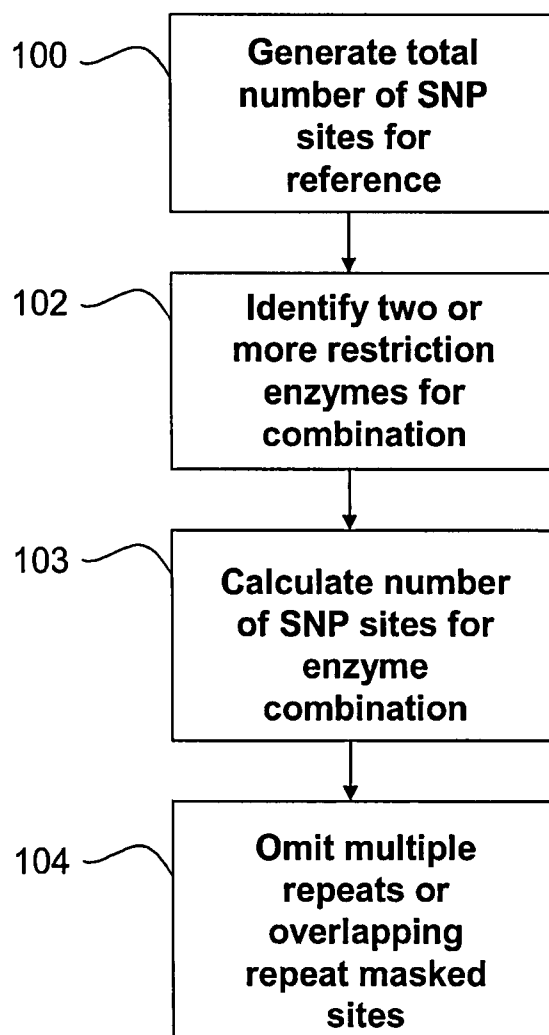 100
Generate total
number of SNP
sites for
reference
102
Identify two or
more restriction
enzymes for
combination
103
Calculate number
of SNP sites for
enzyme
combination
104
Omit multiple
repeats or
overlapping
repeat masked
sites